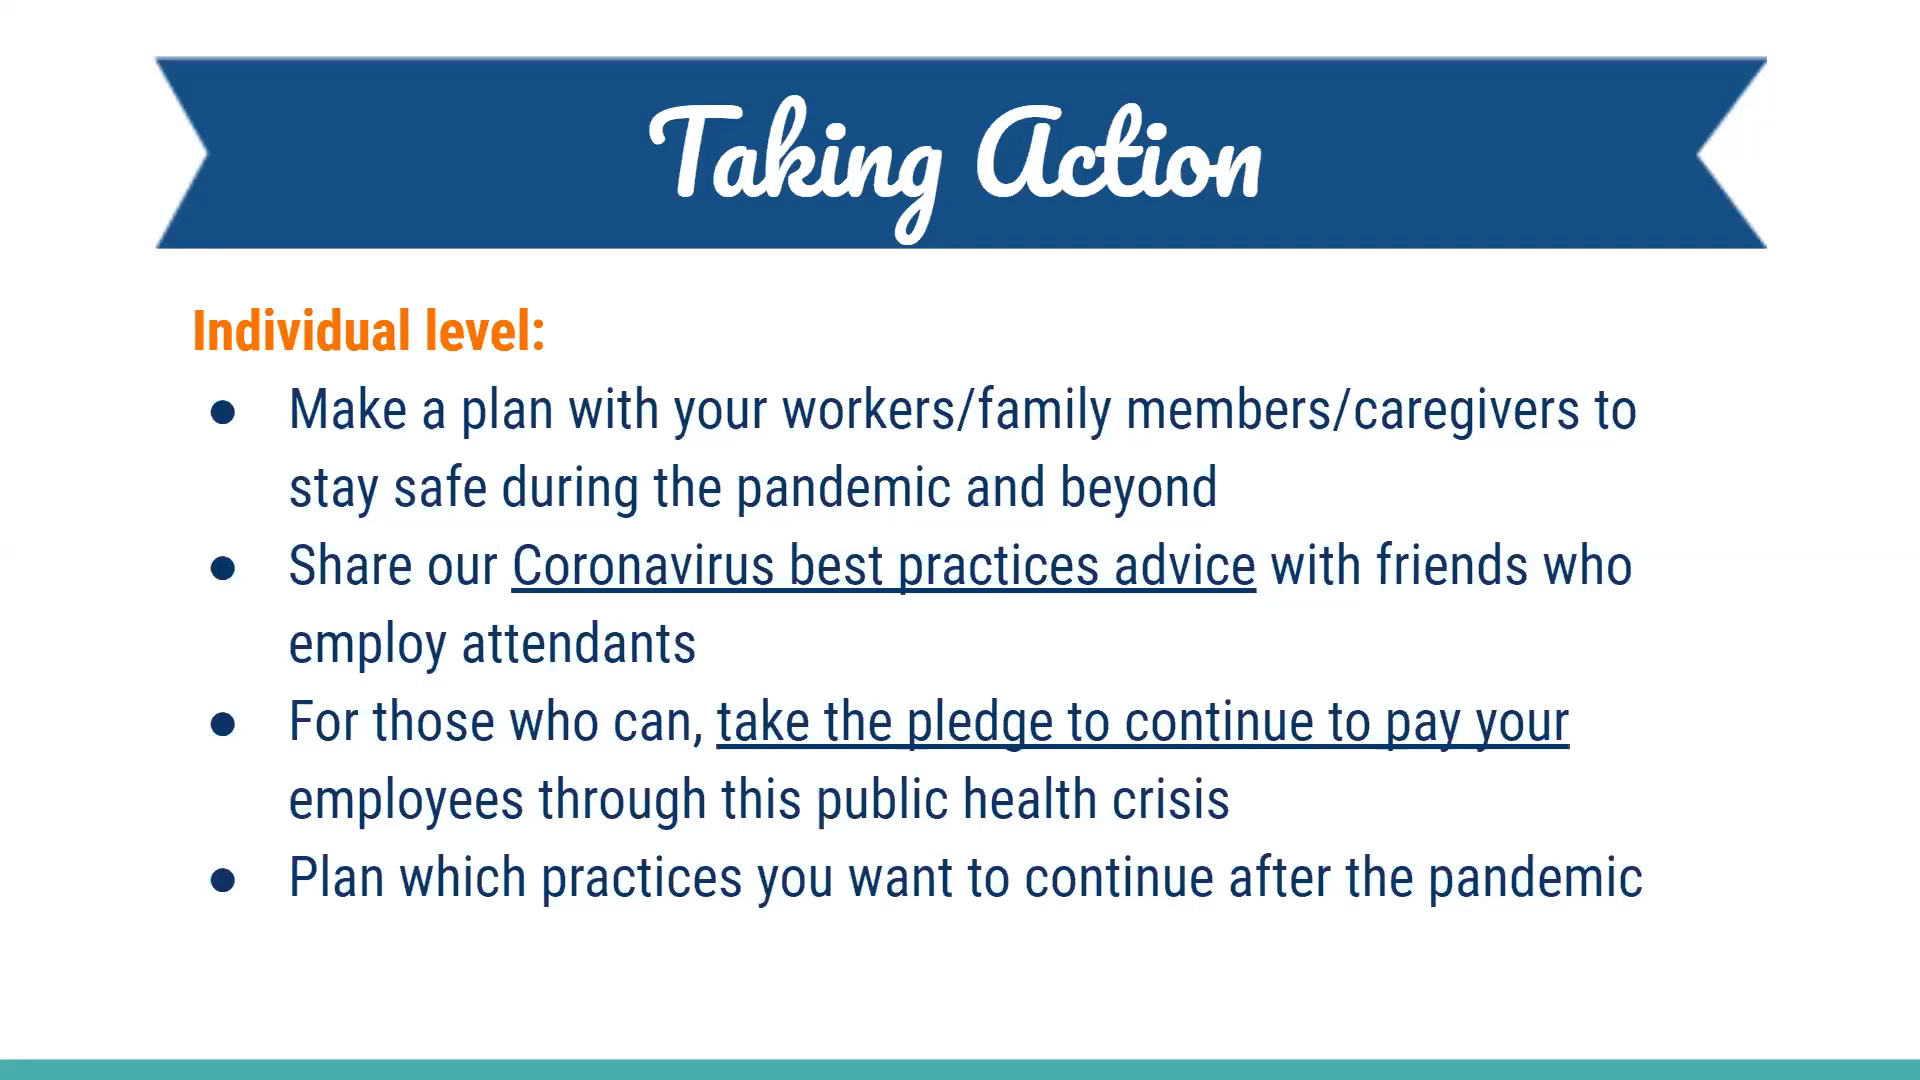 Taking Action
Individual level:
● Make a plan with your workers/family members/caregivers to
stay safe during the pandemic and beyond
● Share our Coronavirus best practices advice with friends who
employ attendants
● For those who can, take the pledge to continue to pay your
employees through this public health crisis
● Plan which practices you want to continue after the pandemic